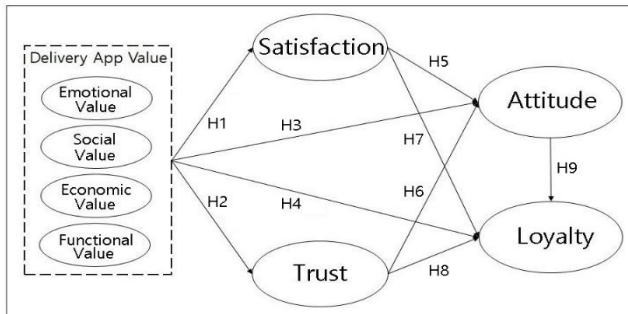 Delivery App Value
Emotional
Value
Social
Value
Economic
Value
Functional
Value
Satisfaction
Trust
Attitude
Loyalty
H1
H2
H3
H4
H5
H7
H6
H8
H9